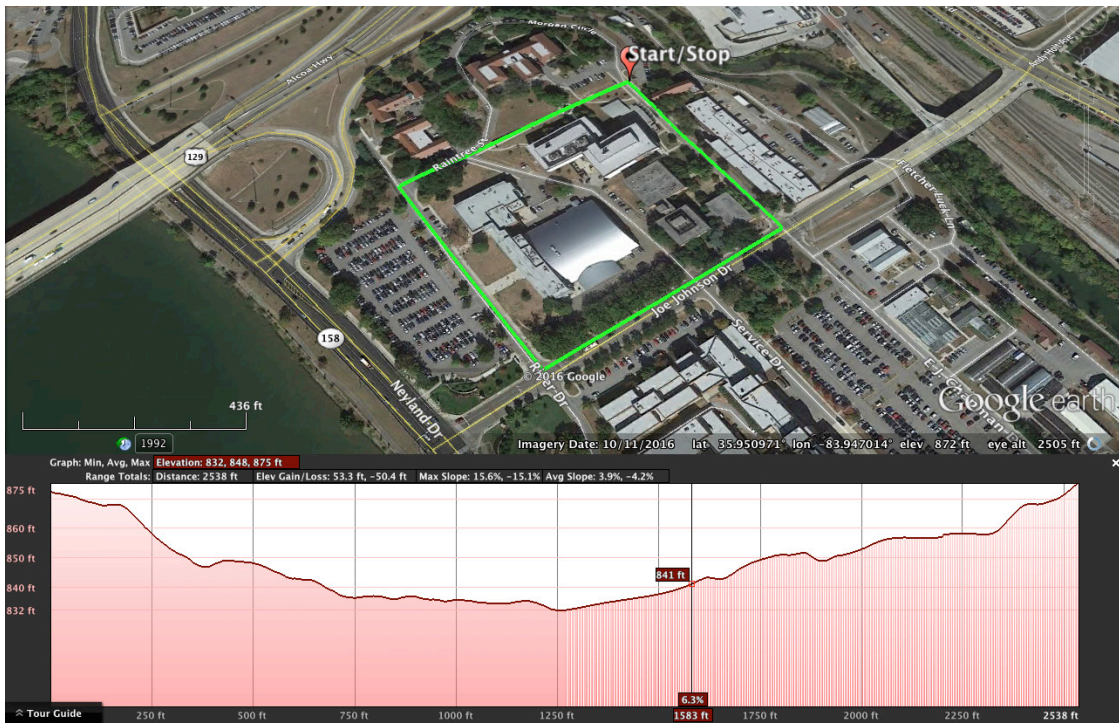 Morgan Circle
Start/Stop
Alcoa Hwy
Andy Holt Ave
129
Raintree S
Fletcher Luck Ln
Joe Johnson Dr
158
Service Dr
© 2016 Google
River Dr
E.J. Chapman
Neyland Dr
Google earth
436 ft
1992
Imagery Date: 10/11/2016 lat 35.950971° lon -83.947014° elev 872 ft eye alt 2505 ft
Graph: Min, Avg, Max Elevation: 832, 848, 875 ft
Range Totals: Distance: 2538 ft Elev Gain/Loss: 53.3 ft, -50.4 ft Max Slope: 15.6%, -15.1% Avg Slope: 3.9%, -4.2%
875 ft
860 ft
850 ft
841 ft
840 ft
832 ft
6.3%
Tour Guide 250 ft 500 ft 750 ft 1000 ft 1250 ft 1583 ft 1750 ft 2000 ft 2250 ft 2538 ft